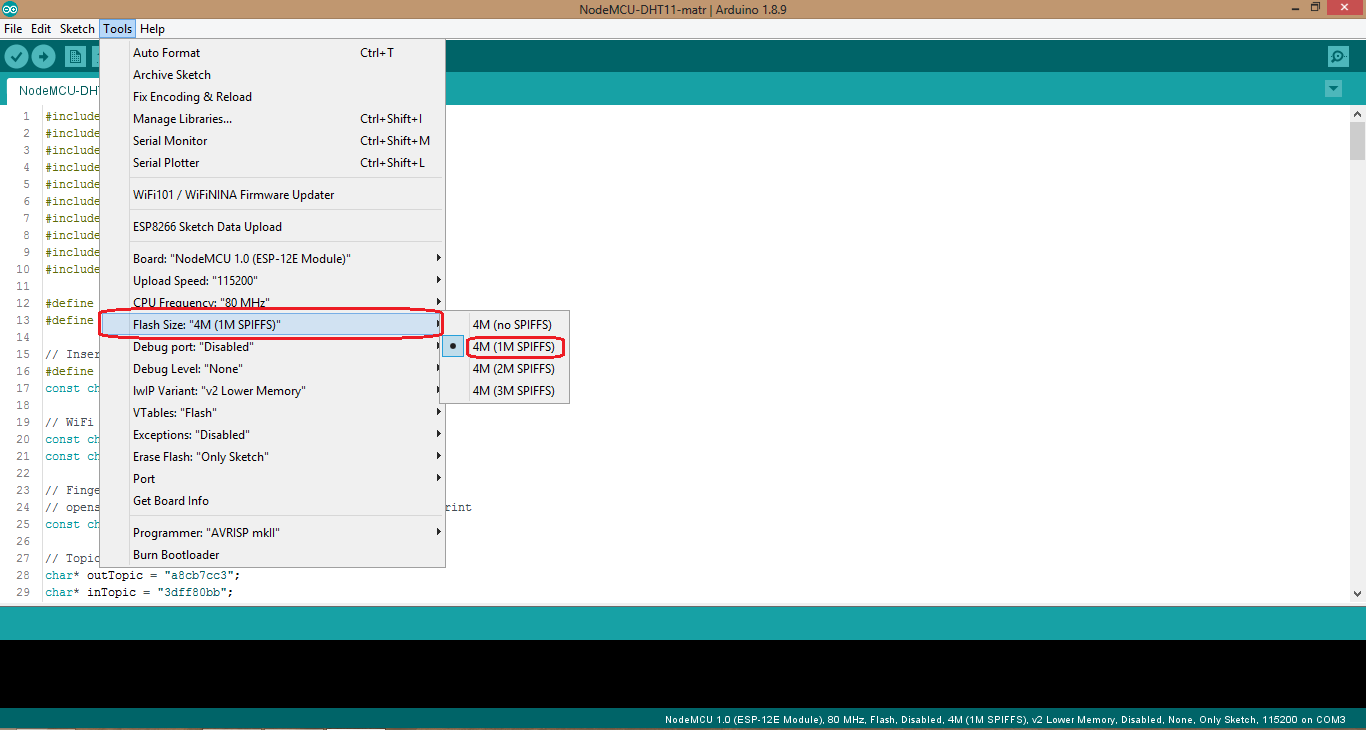 NodeMCU-DHT11-matr | Arduino 1.8.9
File Edit Sketch Tools Help
Auto Format Ctrl+T
Archive Sketch
Fix Encoding & Reload
Manage Libraries... Ctrl+Shift+I
Serial Monitor Ctrl+Shift+M
Serial Plotter Ctrl+Shift+L
WiFi101 / WiFiNINA Firmware Updater
ESP8266 Sketch Data Upload
Board: "NodeMCU 1.0 (ESP-12E Module)"
Upload Speed: "115200"
CPU Frequency: "80 MHz"
Flash Size: "4M (1M SPIFFS)"
Debug port: "Disabled"
Debug Level: "None"
lwIP Variant: "v2 Lower Memory"
VTables: "Flash"
Exceptions: "Disabled"
Erase Flash: "Only Sketch"
Port
Get Board Info
Programmer: "AVRISP mkII"
Burn Bootloader
4M (no SPIFFS)
4M (1M SPIFFS)
4M (2M SPIFFS)
4M (3M SPIFFS)
NodeMCU-DHT
1 #include
2 #include
3 #include
4 #include
5 #include
6 #include
7 #include
8 #include
9 #include
10 #include
11
12 #define
13 #define
14
15 // Inser
16 #define
17 const ch
18
19 // WiFi
20 const ch
21 const ch
22
23 // Finge
24 // opens rint
25 const ch
26
27 // Topic
28 char* outTopic = "a8cb7cc3";
29 char* inTopic = "3dff80bb";
NodeMCU 1.0 (ESP-12E Module), 80 MHz, Flash, Disabled, 4M (1M SPIFFS), v2 Lower Memory, Disabled, None, Only Sketch, 115200 on COM3